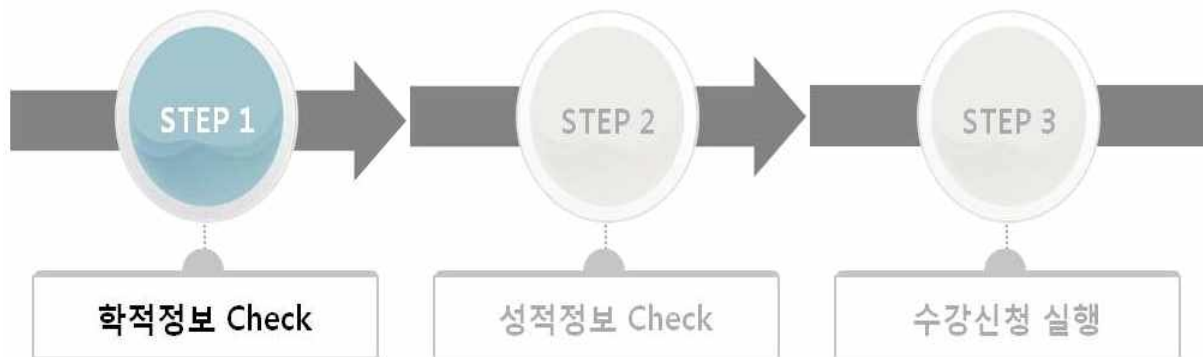 STEP 1
STEP 2
STEP 3
학적정보 Check
성적정보 Check
수강신청 실행